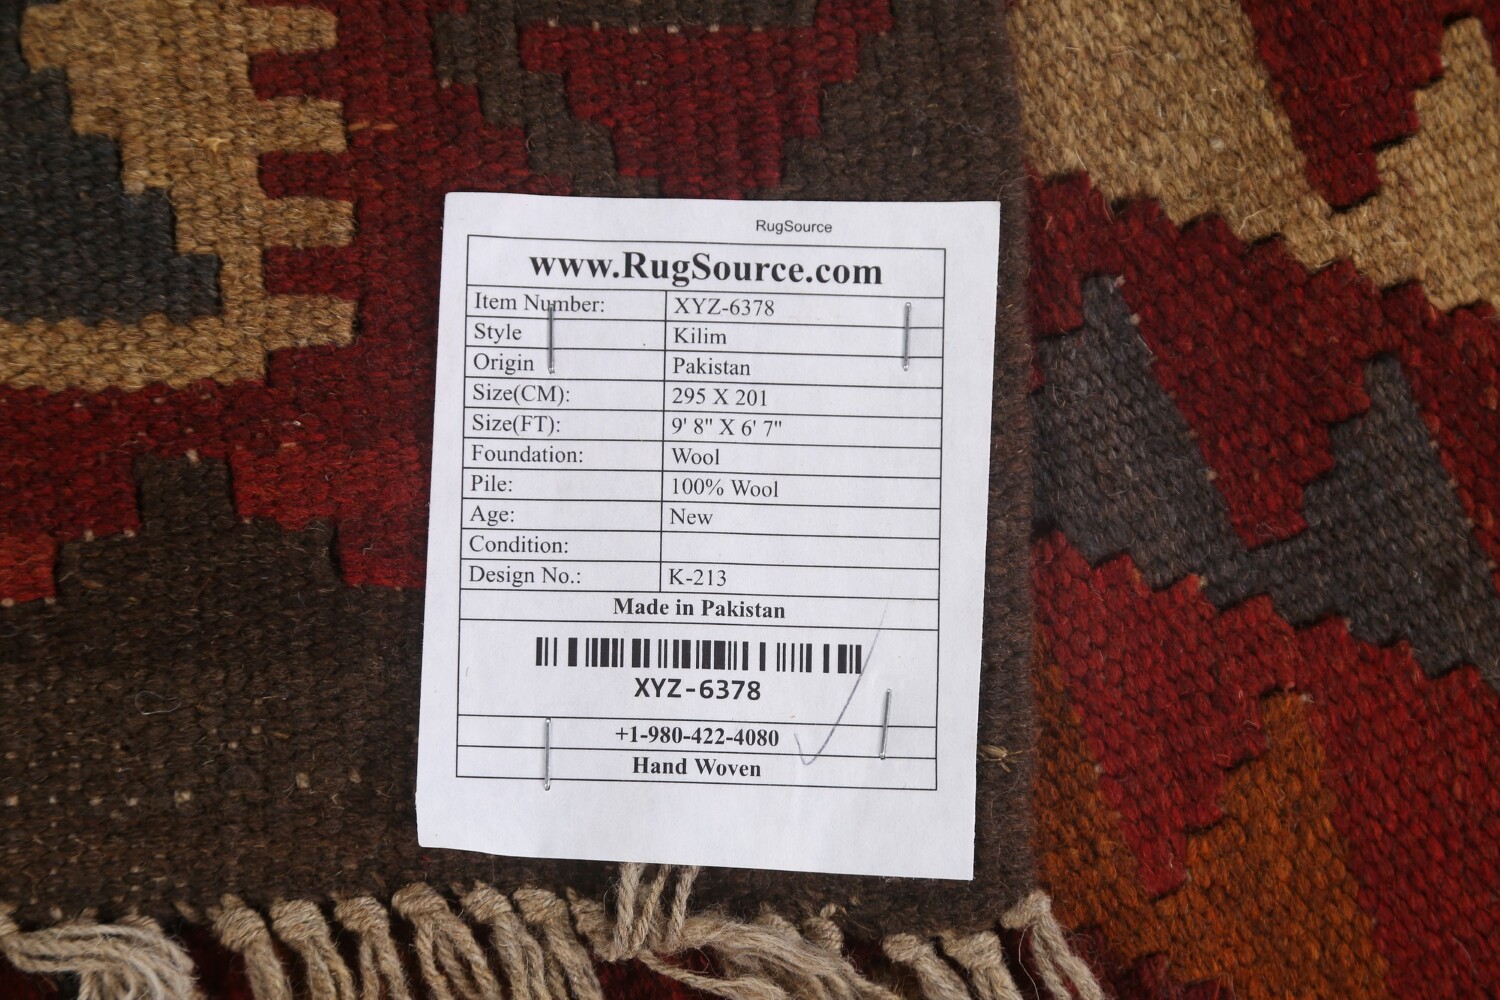 RugSource
www.RugSource.com
Item Number: XYZ-6378
Style Kilim
Origin Pakistan
Size(CM): 295 X 201
Size(FT): 9' 8" X 6' 7"
Foundation: Wool
Pile: 100% Wool
Age: New
Condition:
Design No.: K-213
Made in Pakistan
XYZ-6378
+1-980-422-4080
Hand Woven